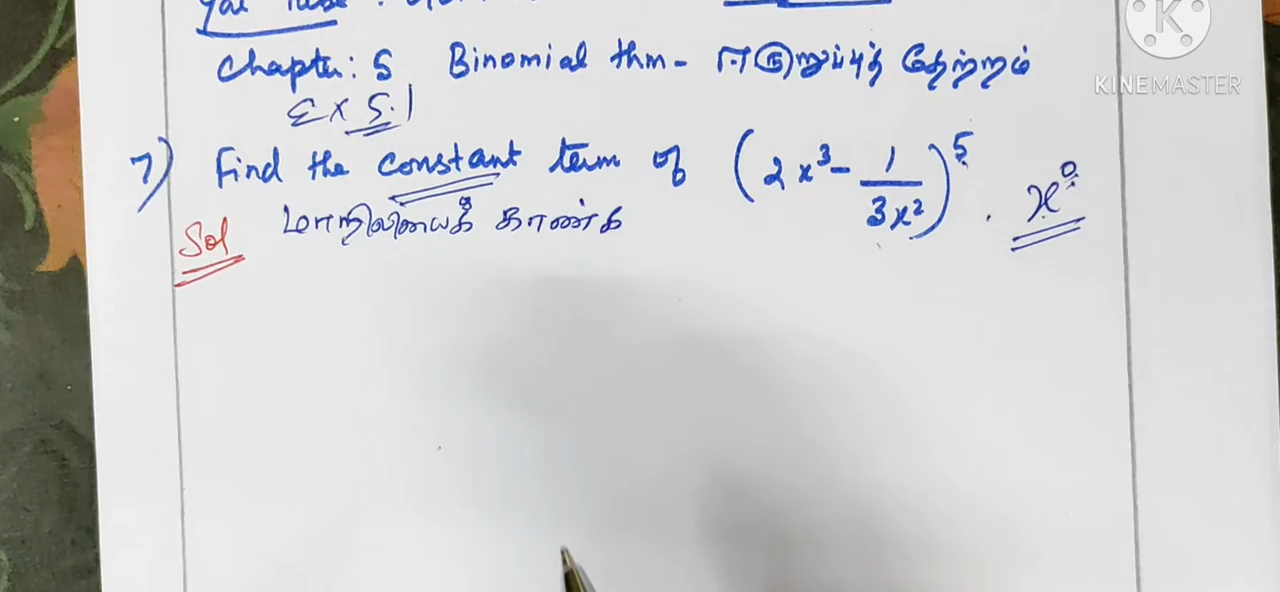 Chapter: 5 Binomial thm- ஈருறுப்புத் தேற்றம்
Ex 5.1
7) Find the constant term of (2x³ - 1/3x²)⁵. x⁰
மாறிலியைக் காண்க
Sol
K
KINEMASTER